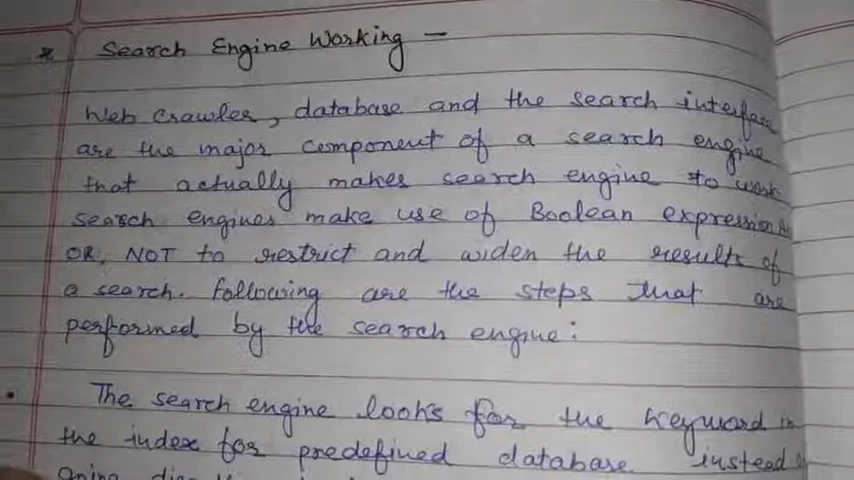 * Search Engine Working —
Web crawler, database and the search interface
are the major component of a search engine
that actually makes search engine to work
search engines make use of Boolean expression
OR, NOT to restrict and widen the results of
a search. following are the steps that are
performed by the search engine:
• The search engine looks for the keyword in
the index for predefined database instead
going